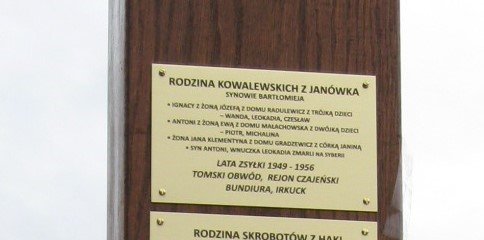 RODZINA KOWALEWSKICH Z JANÓWKA
SYNOWIE BARTŁOMIEJA
• IGNACY Z ŻONĄ JÓZEFĄ Z DOMU RADULEWICZ Z TRÓJKĄ DZIECI
– WANDA, LEOKADIA, CZESŁAW
• ANTONI Z ŻONĄ EWĄ Z DOMU MAŁACHOWSKA Z DWÓJKĄ DZIECI
– PIOTR, MICHALINA
• ŻONA JANA KLEMENTYNA Z DOMU GRADZEWICZ Z CÓRKĄ JANINĄ
• SYN ANTONI, WNUCZKA LEOKADIA ZMARLI NA SYBERII
LATA ZSYŁKI 1949 - 1956
TOMSKI OBWÓD, REJON CZAJEŃSKI
BUNDIURA, IRKUCK
RODZINA SKROBOTÓW Z HAKI